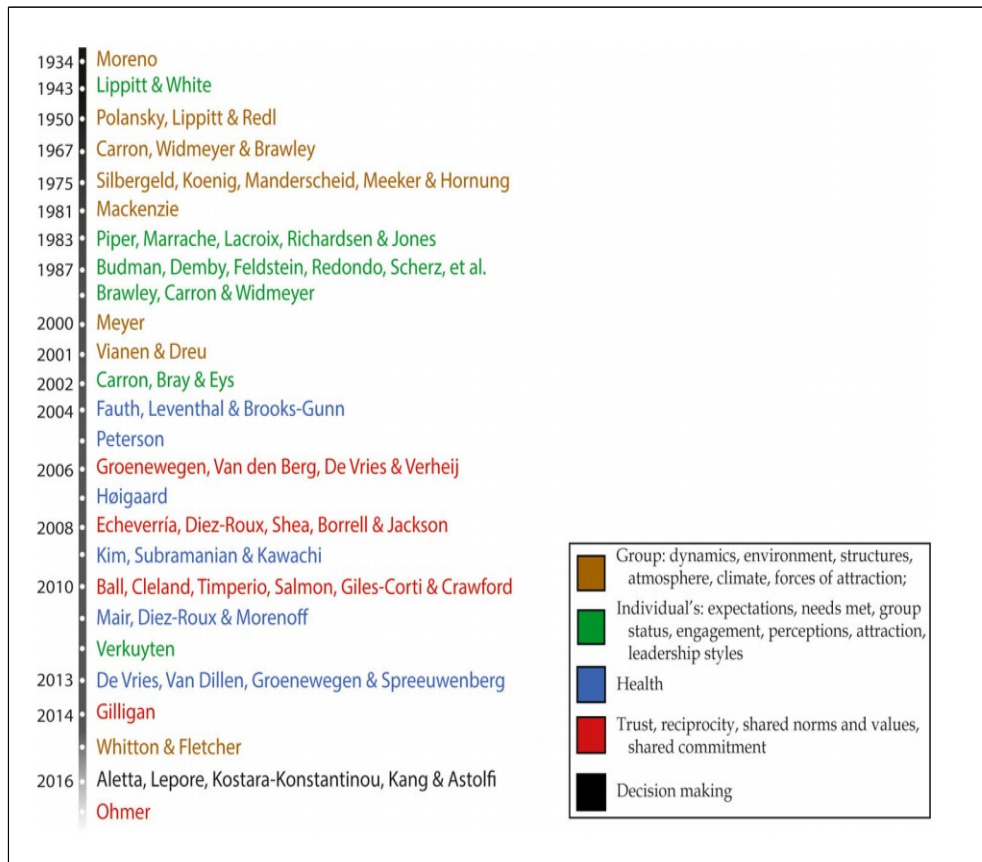 1934 Moreno
1943 Lippitt & White
1950 Polansky, Lippitt & Redl
1967 Carron, Widmeyer & Brawley
1975 Silbergeld, Koenig, Manderscheid, Meeker & Hornung
1981 Mackenzie
1983 Piper, Marrache, Lacroix, Richardsen & Jones
1987 Budman, Demby, Feldstein, Redondo, Scherz, et al.
Brawley, Carron & Widmeyer
2000 Meyer
2001 Vianen & Dreu
2002 Carron, Bray & Eys
2004 Fauth, Leventhal & Brooks-Gunn
Peterson
2006 Groenewegen, Van den Berg, De Vries & Verheij
Høigaard
2008 Echeverría, Diez-Roux, Shea, Borrell & Jackson
Kim, Subramanian & Kawachi
2010 Ball, Cleland, Timperio, Salmon, Giles-Corti & Crawford
Mair, Diez-Roux & Morenoff
Verkuyten
2013 De Vries, Van Dillen, Groenewegen & Spreeuwenberg
2014 Gilligan
Whitton & Fletcher
2016 Aletta, Lepore, Kostara-Konstantinou, Kang & Astolfi
Ohmer
Group: dynamics, environment, structures,
atmosphere, climate, forces of attraction;
Individual's: expectations, needs met, group
status, engagement, perceptions, attraction,
leadership styles
Health
Trust, reciprocity, shared norms and values,
shared commitment
Decision making